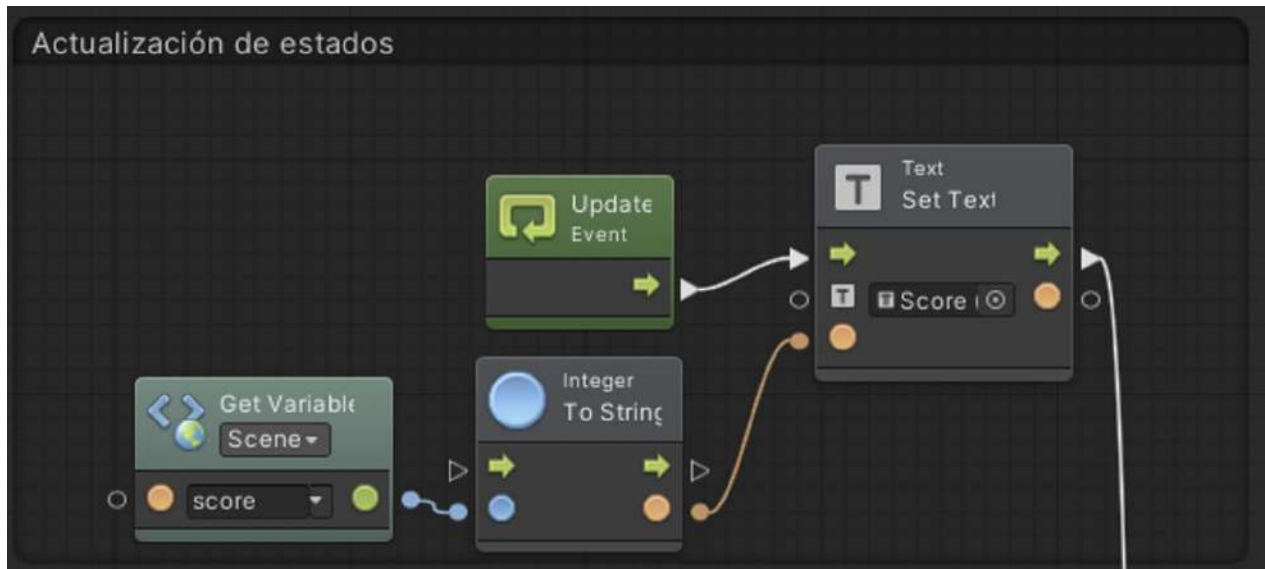 Actualización de estados
Text
Set Text
Update
Event
Score
Integer
To String
Get Variable
Scene
score